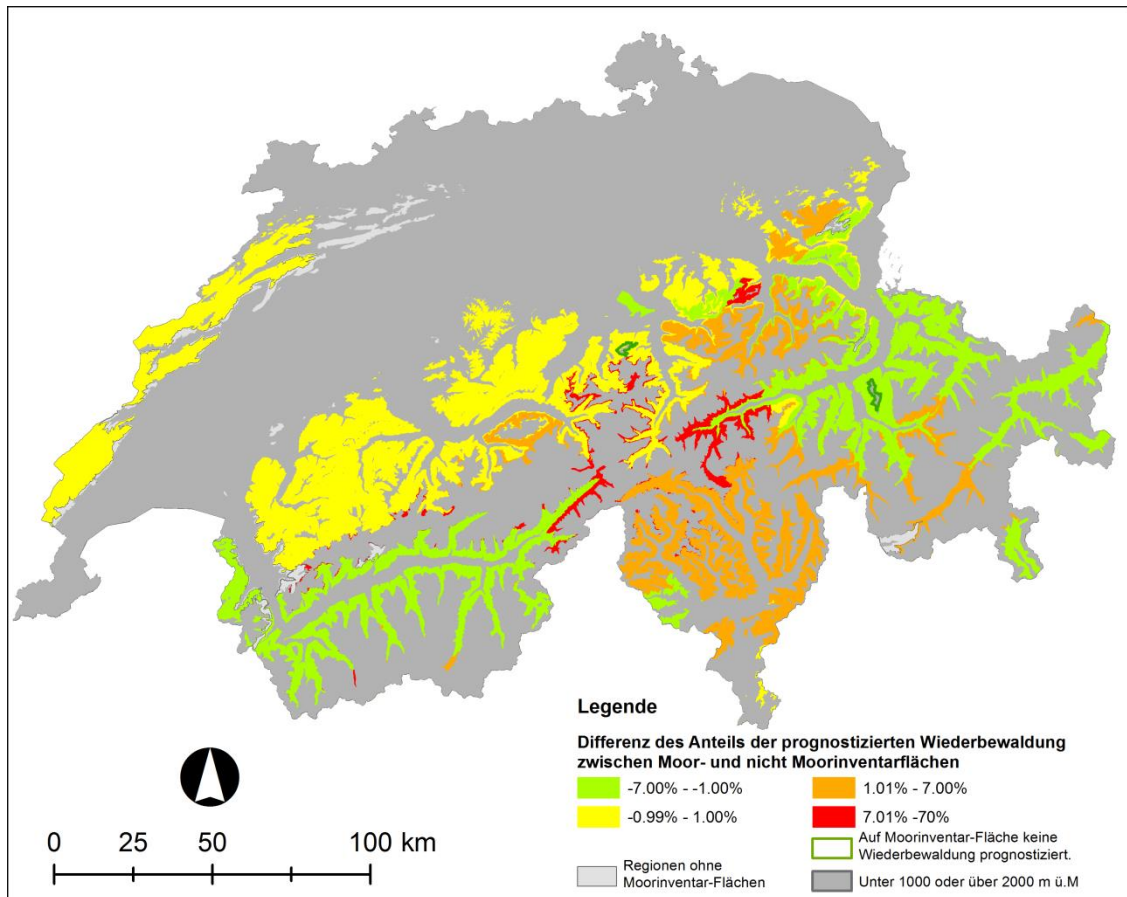 Legende
Differenz des Anteils der prognostizierten Wiederbewaldung
zwischen Moor- und nicht Moorinventarflächen
-7.00% - -1.00%
1.01% - 7.00%
-0.99% - 1.00%
7.01% -70%
Regionen ohne
Moorinventar-Flächen
Auf Moorinventar-Fläche keine
Wiederbewaldung prognostiziert.
Unter 1000 oder über 2000 m ü.M
0 25 50 100 km